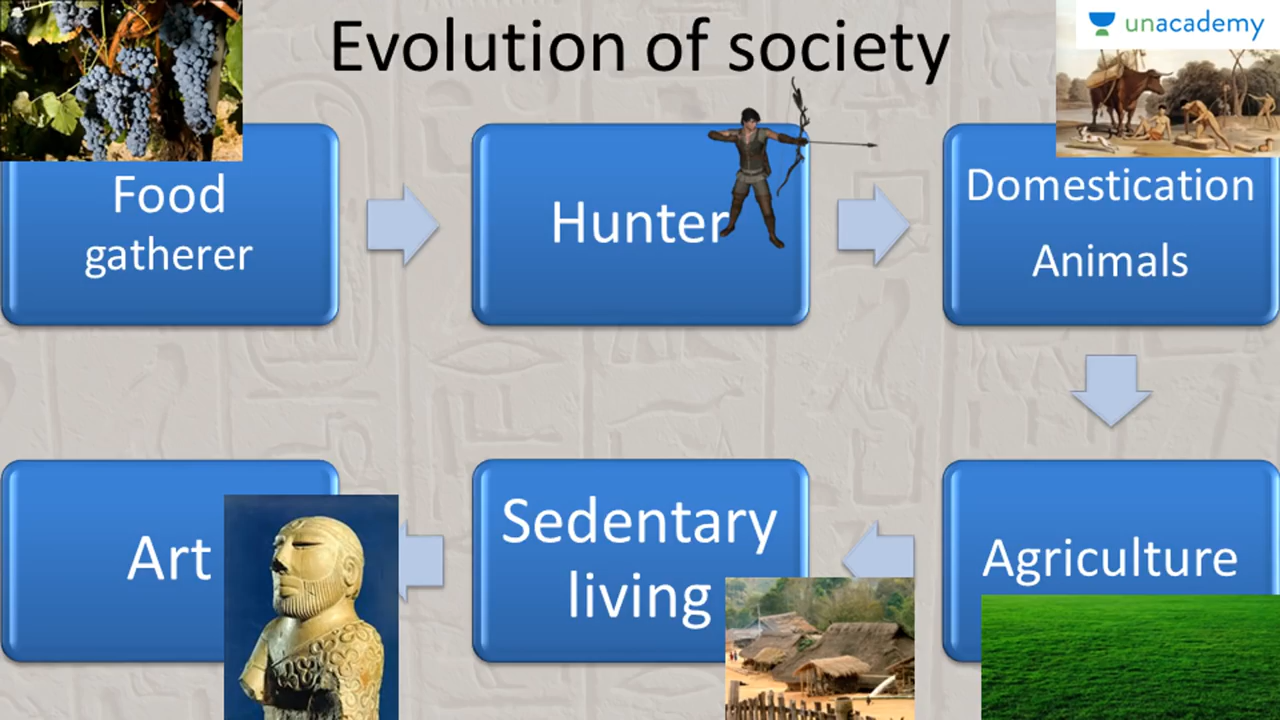 Evolution of society
unacademy
Food
gatherer
Hunter
Domestication
Animals
Art
Sedentary
living
Agriculture